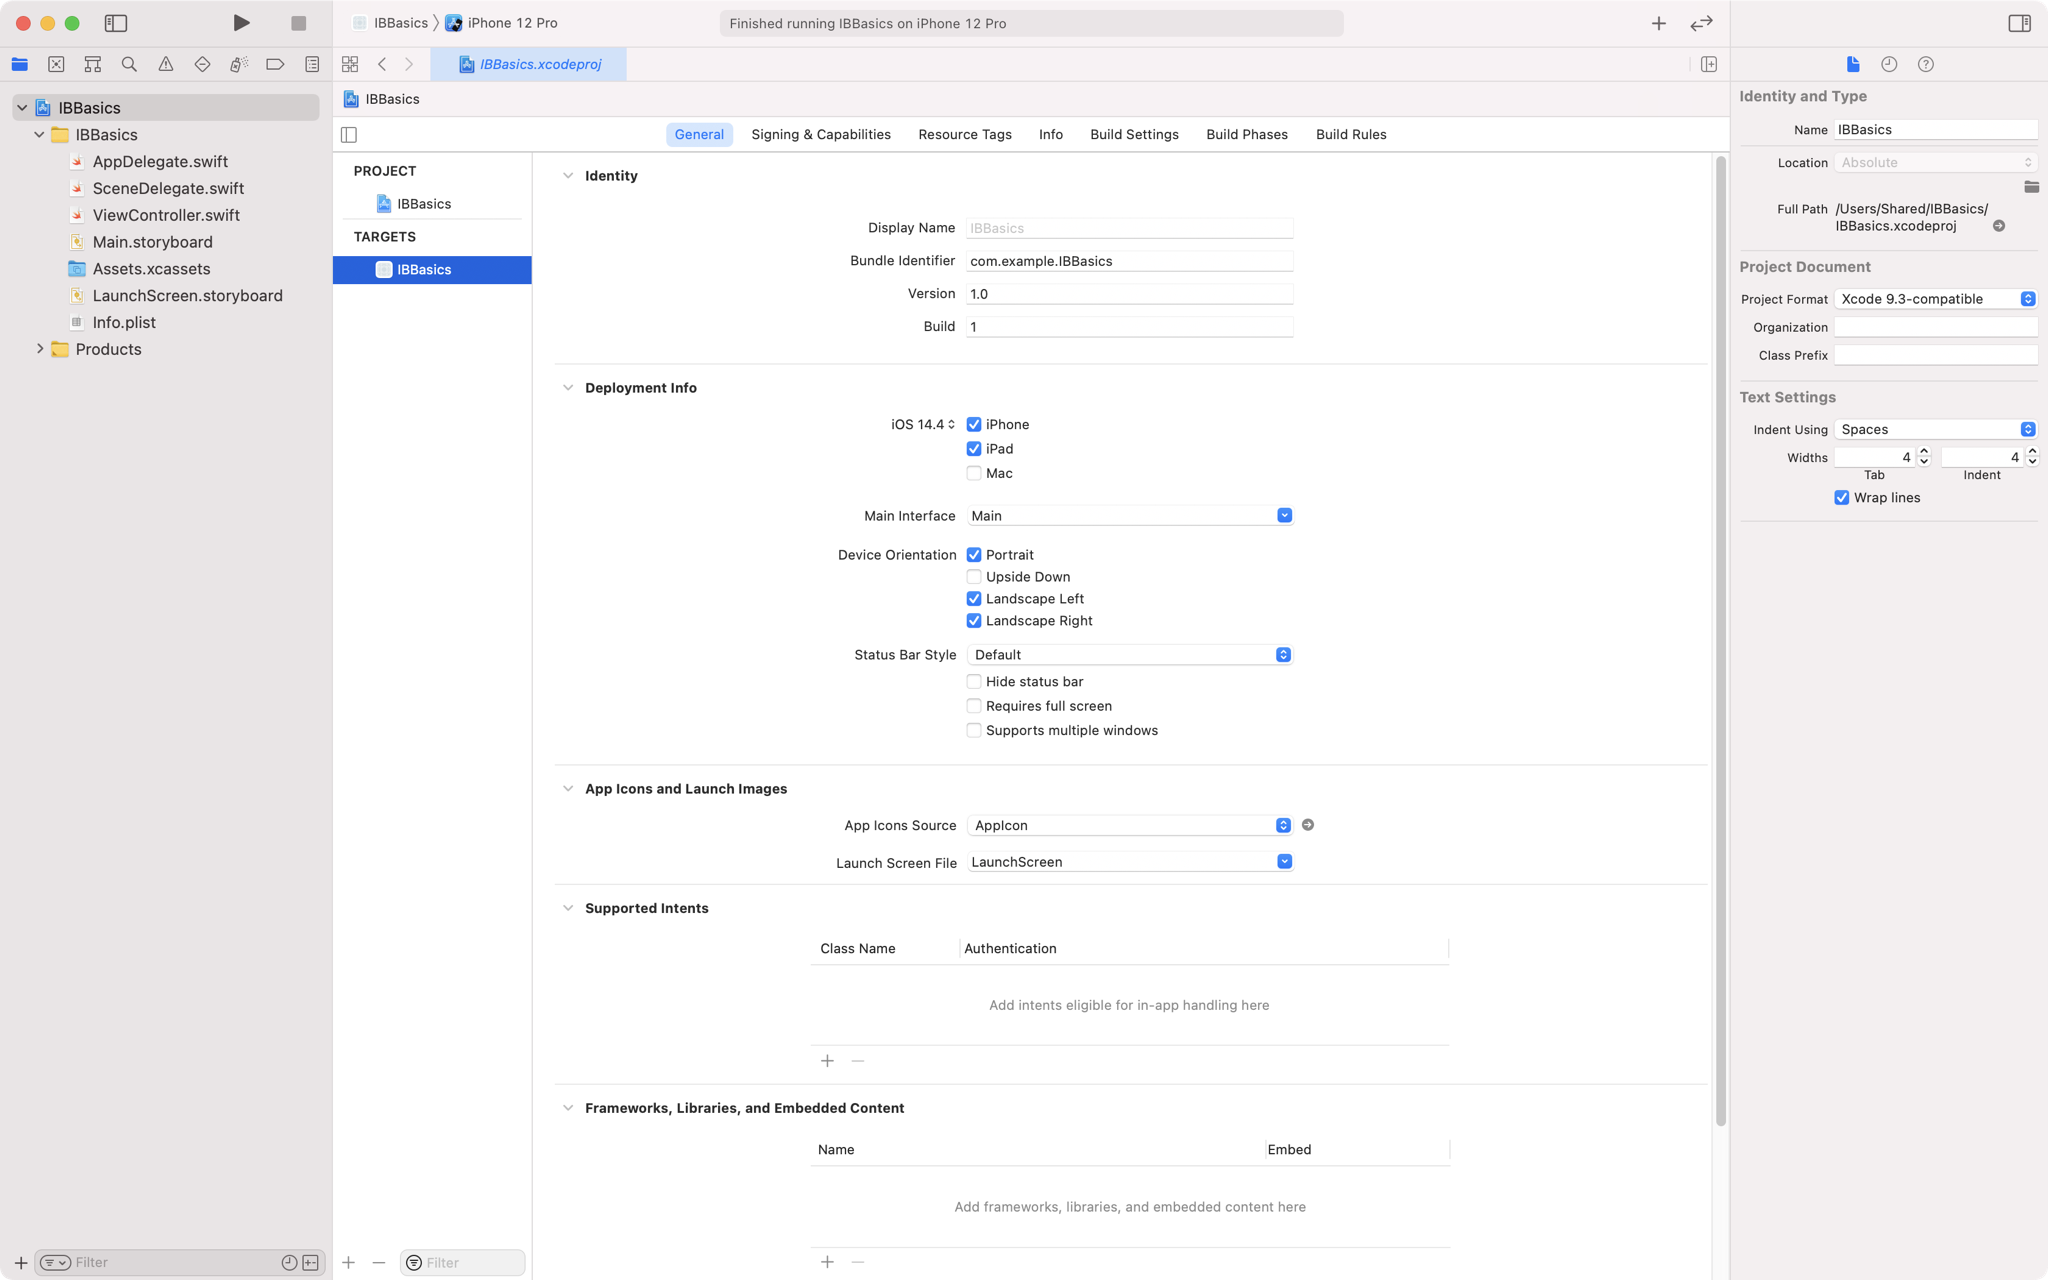 IBBasics
iPhone 12 Pro
Finished running IBBasics on iPhone 12 Pro
IBBasics.xcodeproj
IBBasics
IBBasics
AppDelegate.swift
SceneDelegate.swift
ViewController.swift
Main.storyboard
Assets.xcassets
LaunchScreen.storyboard
Info.plist
Products
Filter
IBBasics
General
Signing & Capabilities
Resource Tags
Info
Build Settings
Build Phases
Build Rules
PROJECT
IBBasics
TARGETS
IBBasics
Filter
Identity
Display Name IBBasics
Bundle Identifier com.example.IBBasics
Version 1.0
Build 1
Deployment Info
iOS 14.4 iPhone
iPad
Mac
Main Interface Main
Device Orientation Portrait
Upside Down
Landscape Left
Landscape Right
Status Bar Style Default
Hide status bar
Requires full screen
Supports multiple windows
App Icons and Launch Images
App Icons Source AppIcon
Launch Screen File LaunchScreen
Supported Intents
Class Name Authentication
Add intents eligible for in-app handling here
Frameworks, Libraries, and Embedded Content
Name Embed
Add frameworks, libraries, and embedded content here
Identity and Type
Name IBBasics
Location Absolute
Full Path /Users/Shared/IBBasics/
IBBasics.xcodeproj
Project Document
Project Format Xcode 9.3-compatible
Organization
Class Prefix
Text Settings
Indent Using Spaces
Widths 4 4
Tab Indent
Wrap lines